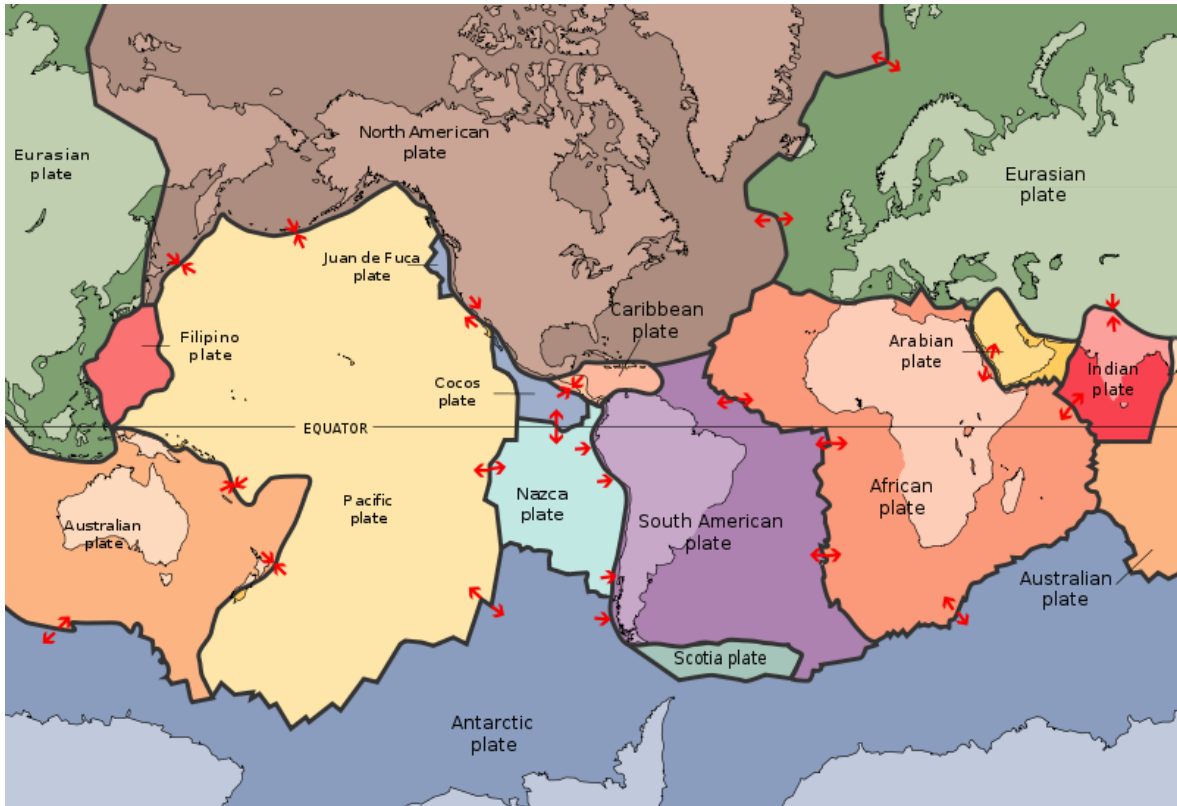 North American
plate
Eurasian
plate
Eurasian
plate
Juan de Fuca
plate
Caribbean
plate
Filipino
plate
Arabian
plate
Indian
plate
Cocos
plate
EQUATOR
Pacific
plate
Nazca
plate
African
plate
South American
plate
Australian
plate
Australian
plate
Scotia plate
Antarctic
plate